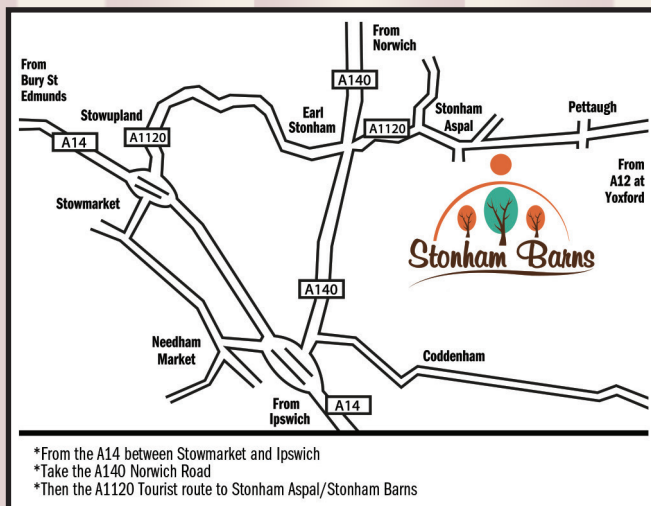 From
Norwich
From
Bury St
Edmunds
A140
Stowupland
Earl
Stonham
Stonham
Aspal
Pettaugh
A14
A1120
A1120
From
A12 at
Yoxford
Stowmarket
Stonham Barns
A140
Needham
Market
Coddenham
From
Ipswich
A14
*From the A14 between Stowmarket and Ipswich
*Take the A140 Norwich Road
*Then the A1120 Tourist route to Stonham Aspal/Stonham Barns